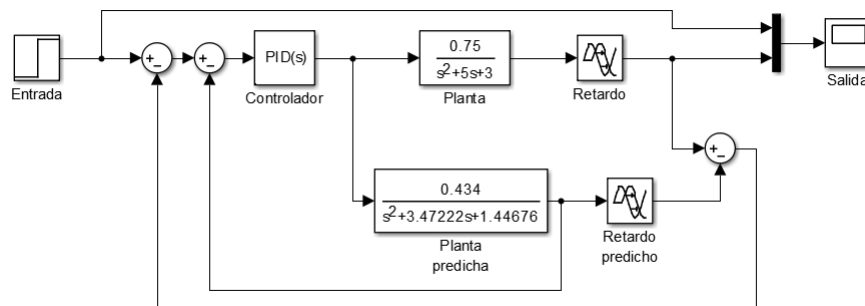 Entrada
PID(s)
Controlador
0.75
s²+5s+3
Planta
Retardo
Salida
0.434
s²+3.47222s+1.44676
Planta
predicha
Retardo
predicho